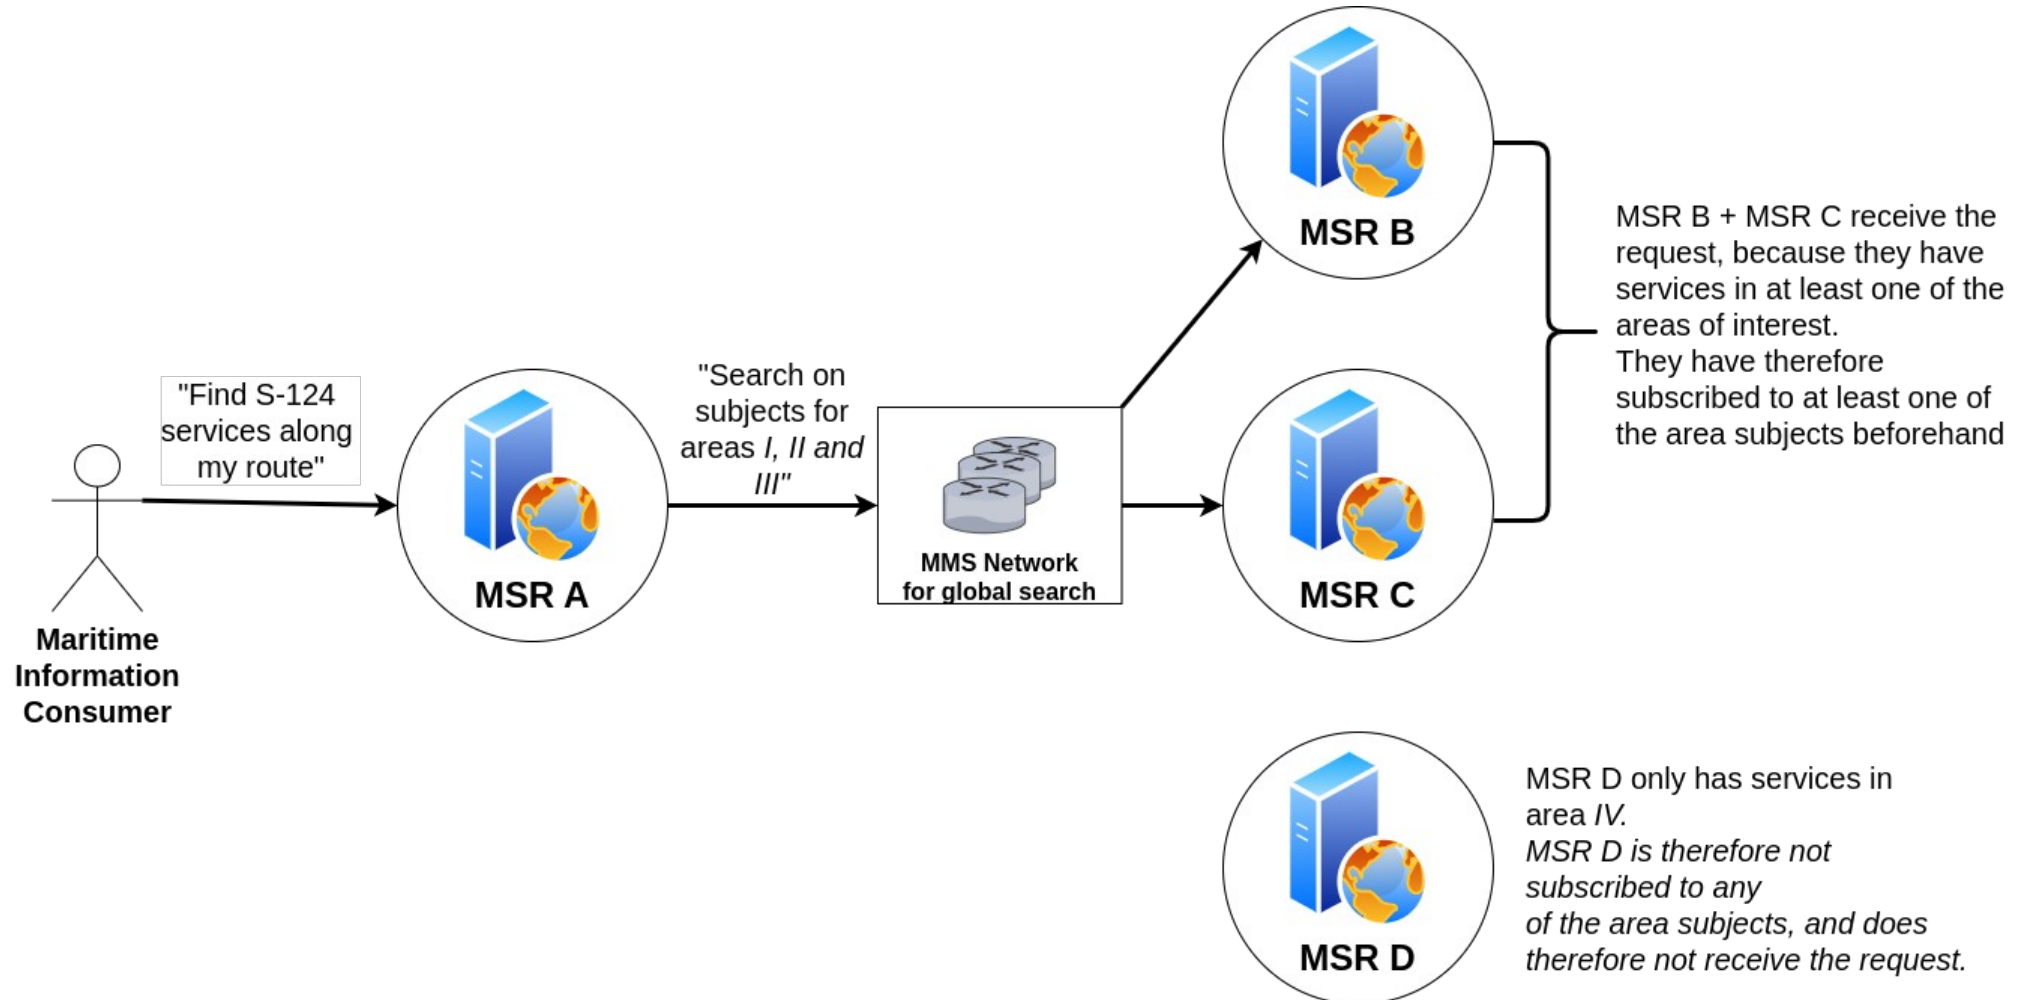 MSR B
MSR B + MSR C receive the
request, because they have
services in at least one of the
areas of interest.
They have therefore
subscribed to at least one of
the area subjects beforehand
"Find S-124
services along
my route"
"Search on
subjects for
areas I, II and
III"
MSR A
MMS Network
for global search
MSR C
Maritime
Information
Consumer
MSR D only has services in
area IV.
MSR D is therefore not
subscribed to any
of the area subjects, and does
therefore not receive the request.
MSR D